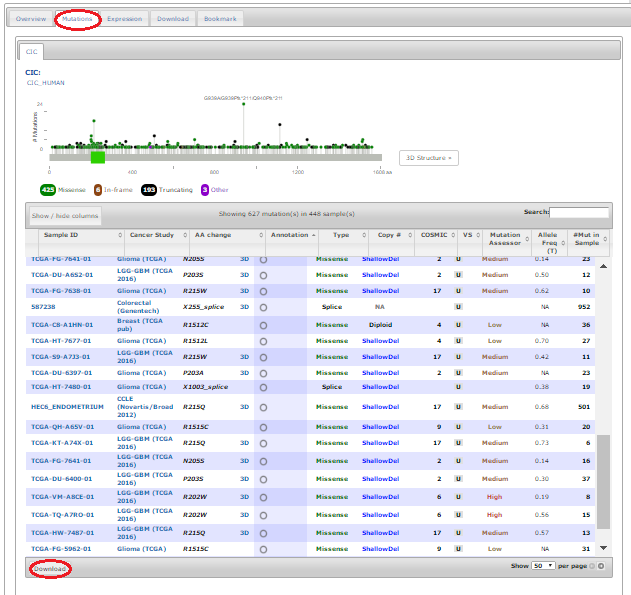 Overview Mutations Expression Download Bookmark
CIC
CIC:
CIC_HUMAN
G938A/G938Pfs*211/Q840Pfs*211
24
# Mutations
0
0 400 800 1200 1600 aa
3D Structure »
425 Missense 6 In-frame 193 Truncating 3 Other
Show / hide columns Showing 627 mutation(s) in 448 sample(s) Search:
Sample ID Cancer Study AA change Annotation Type Copy # COSMIC VS Mutation Assessor Allele Freq (T) #Mut in Sample
TCGA-FG-7641-01 Glioma (TCGA) N205S 3D Missense ShallowDel 2 U Medium 0.14 23
TCGA-DU-A6S2-01 LGG-GBM (TCGA 2016) P203S 3D Missense ShallowDel 2 U Medium 0.50 12
TCGA-FG-7638-01 Glioma (TCGA) R215W 3D Missense ShallowDel 17 U Medium 0.62 10
587238 Colorectal (Genentech) X255_splice 3D Splice NA U NA 952
TCGA-C8-A1HN-01 Breast (TCGA pub) R1512C Missense Diploid 4 U Low NA 36
TCGA-HT-7677-01 Glioma (TCGA) R1512L Missense ShallowDel 4 U Low 0.70 27
TCGA-S9-A7J3-01 LGG-GBM (TCGA 2016) R215W 3D Missense ShallowDel 17 U Medium 0.42 11
TCGA-DU-6397-01 Glioma (TCGA) P203A 3D Missense ShallowDel 2 U Medium NA 23
TCGA-HT-7480-01 Glioma (TCGA) X1003_splice Splice ShallowDel U 0.38 19
HEC6_ENDOMETRIUM CCLE (Novartis/Broad 2012) R215Q 3D Missense ShallowDel 17 U Medium 0.68 501
TCGA-QH-A65V-01 Glioma (TCGA) R1515C Missense ShallowDel 9 U Low 0.31 20
TCGA-KT-A74X-01 LGG-GBM (TCGA 2016) R215Q 3D Missense ShallowDel 17 U Medium 0.73 6
TCGA-FG-7641-01 LGG-GBM (TCGA 2016) N205S 3D Missense ShallowDel 2 U Medium 0.14 16
TCGA-DU-6400-01 LGG-GBM (TCGA 2016) P203S 3D Missense ShallowDel 2 U Medium 0.30 37
TCGA-VM-A8CE-01 LGG-GBM (TCGA 2016) R202W 3D Missense ShallowDel 6 U High 0.19 8
TCGA-TQ-A7RO-01 LGG-GBM (TCGA 2016) R202W 3D Missense ShallowDel 6 U High 0.56 15
TCGA-HW-7487-01 LGG-GBM (TCGA 2016) R215Q 3D Missense ShallowDel 17 U Medium 0.57 13
TCGA-FG-5962-01 Glioma (TCGA) R1515C Missense ShallowDel 9 U Low NA 31
Download Show 50 per page